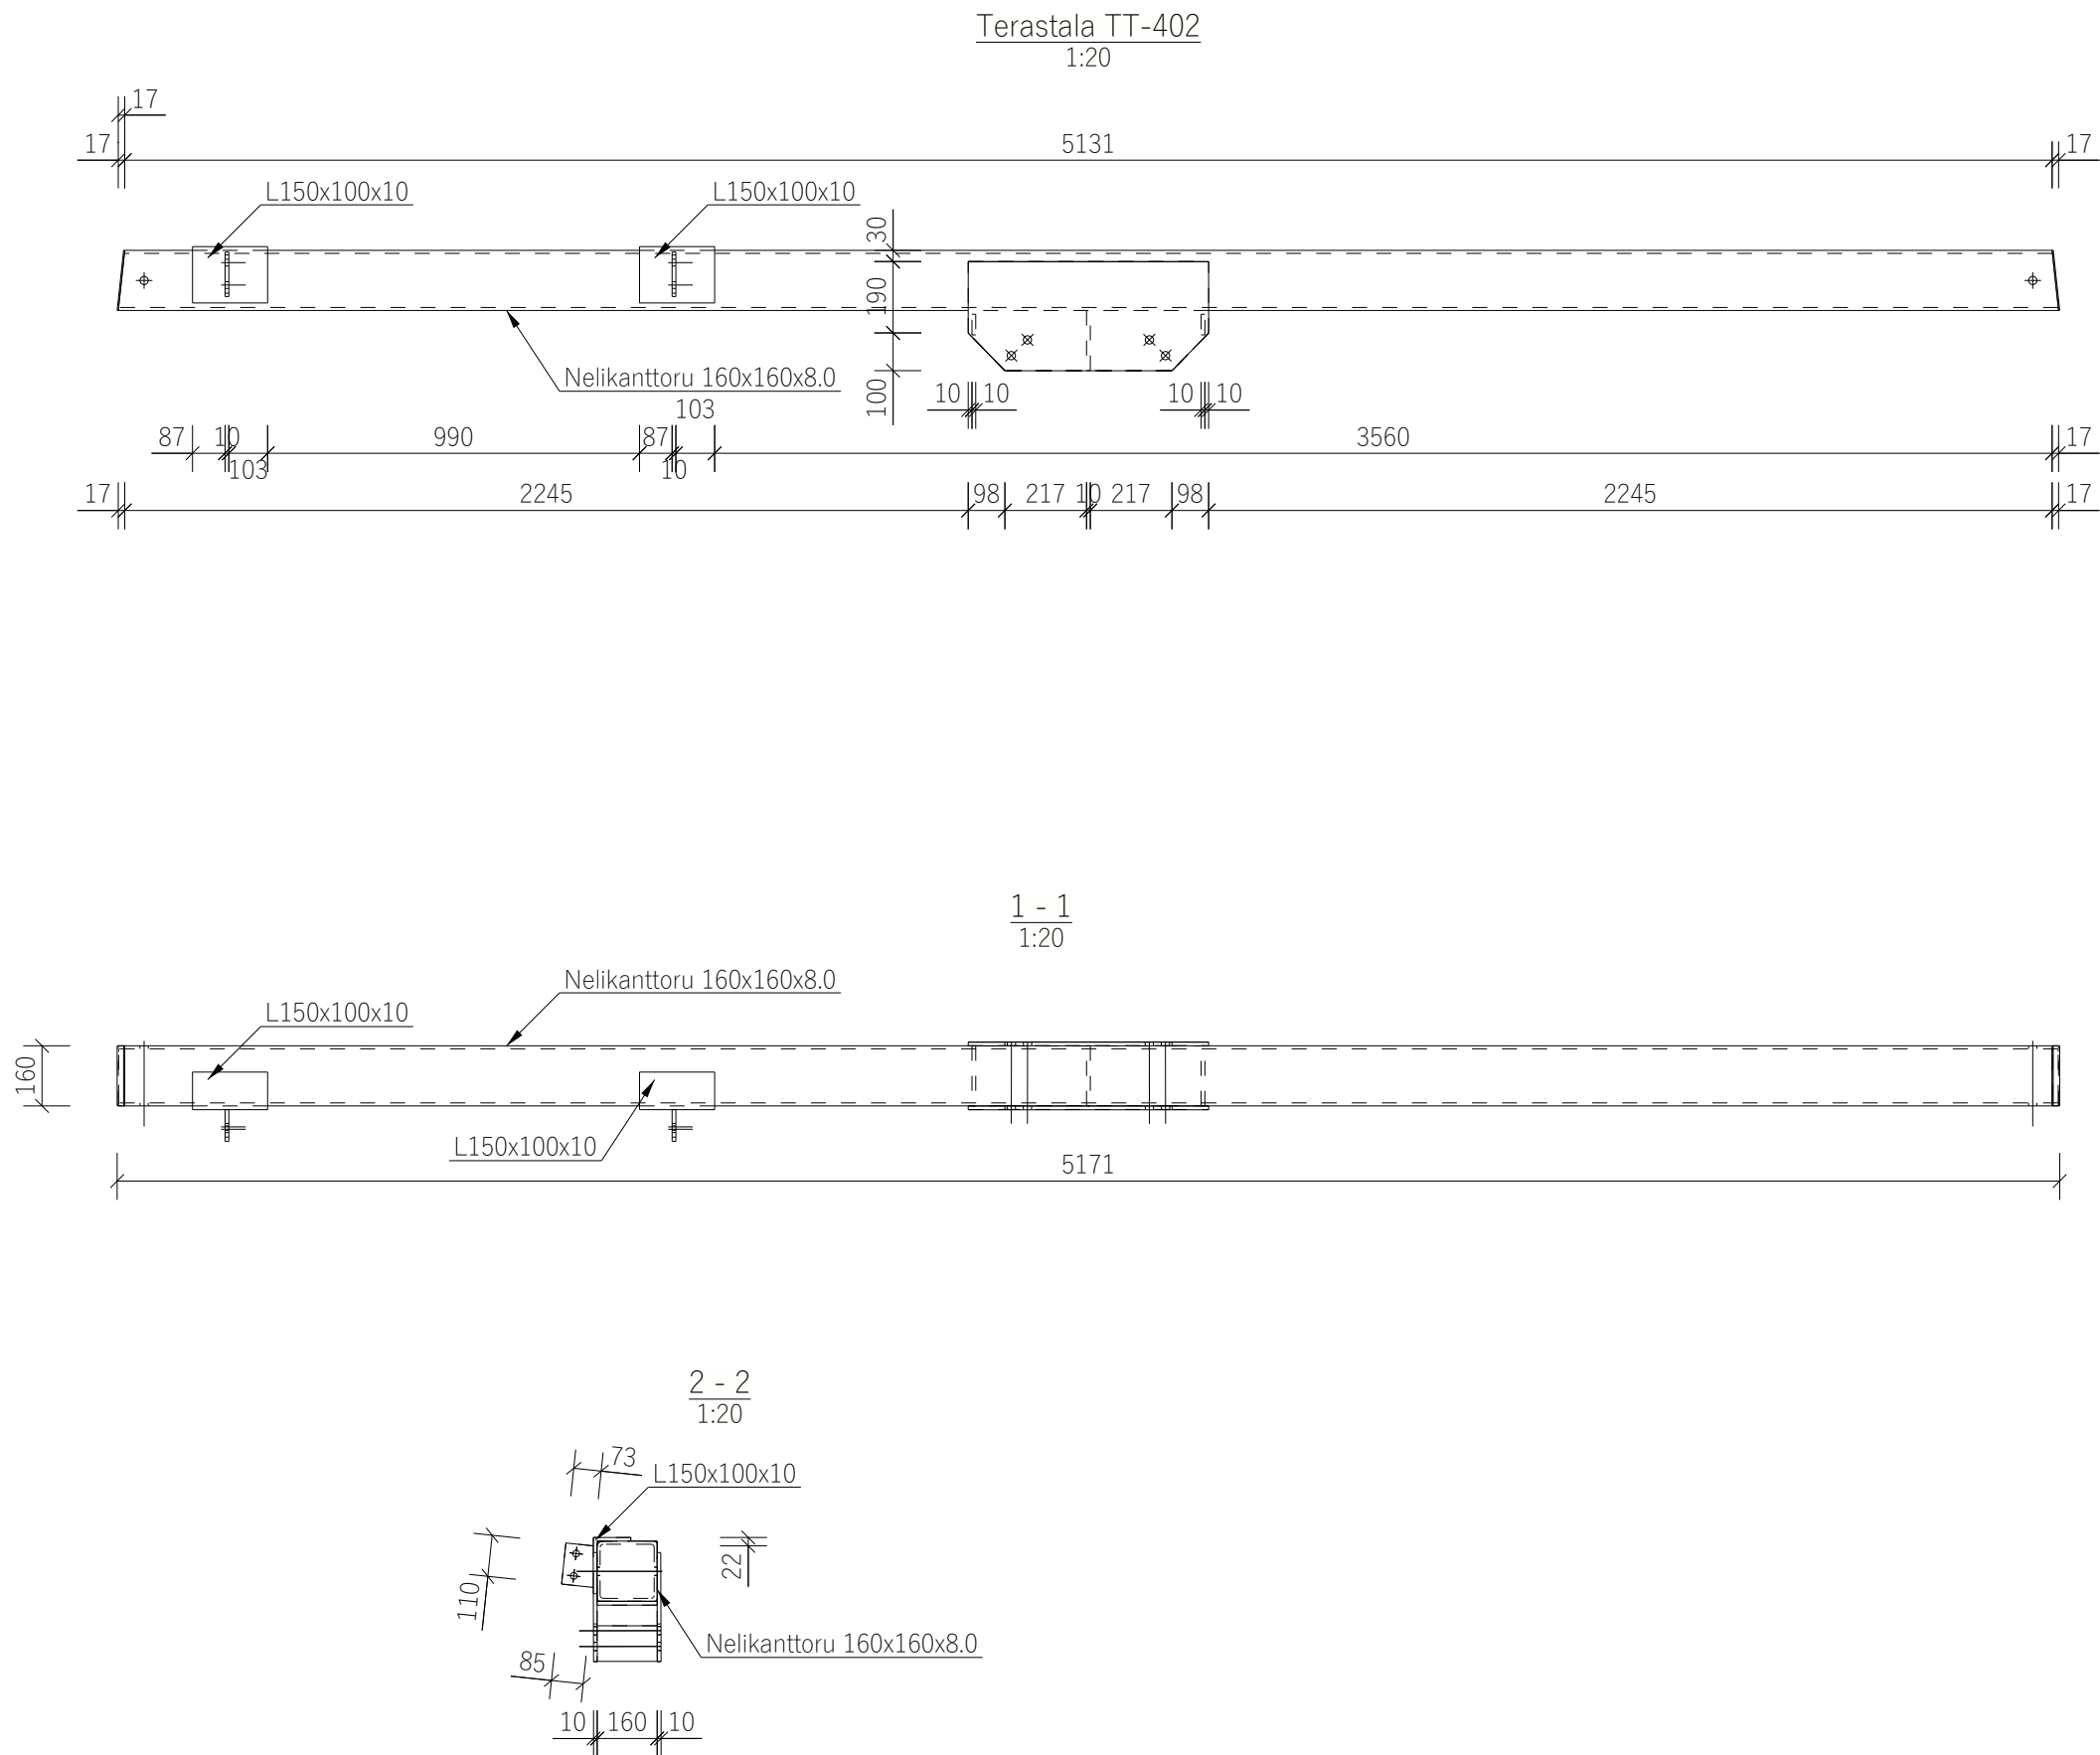 Terastala TT-402
1:20
17
17 5131 17
L150x100x10 L150x100x10
30
190
100
Nelikanttoru 160x160x8.0
10 10 10 10
103
87 10 990 87 3560 17
103 10
17 2245 98 217 10 217 98 2245 17
1 - 1
1:20
Nelikanttoru 160x160x8.0
L150x100x10
160
L150x100x10
5171
2 - 2
1:20
73
L150x100x10
22
110
Nelikanttoru 160x160x8.0
85
10 160 10